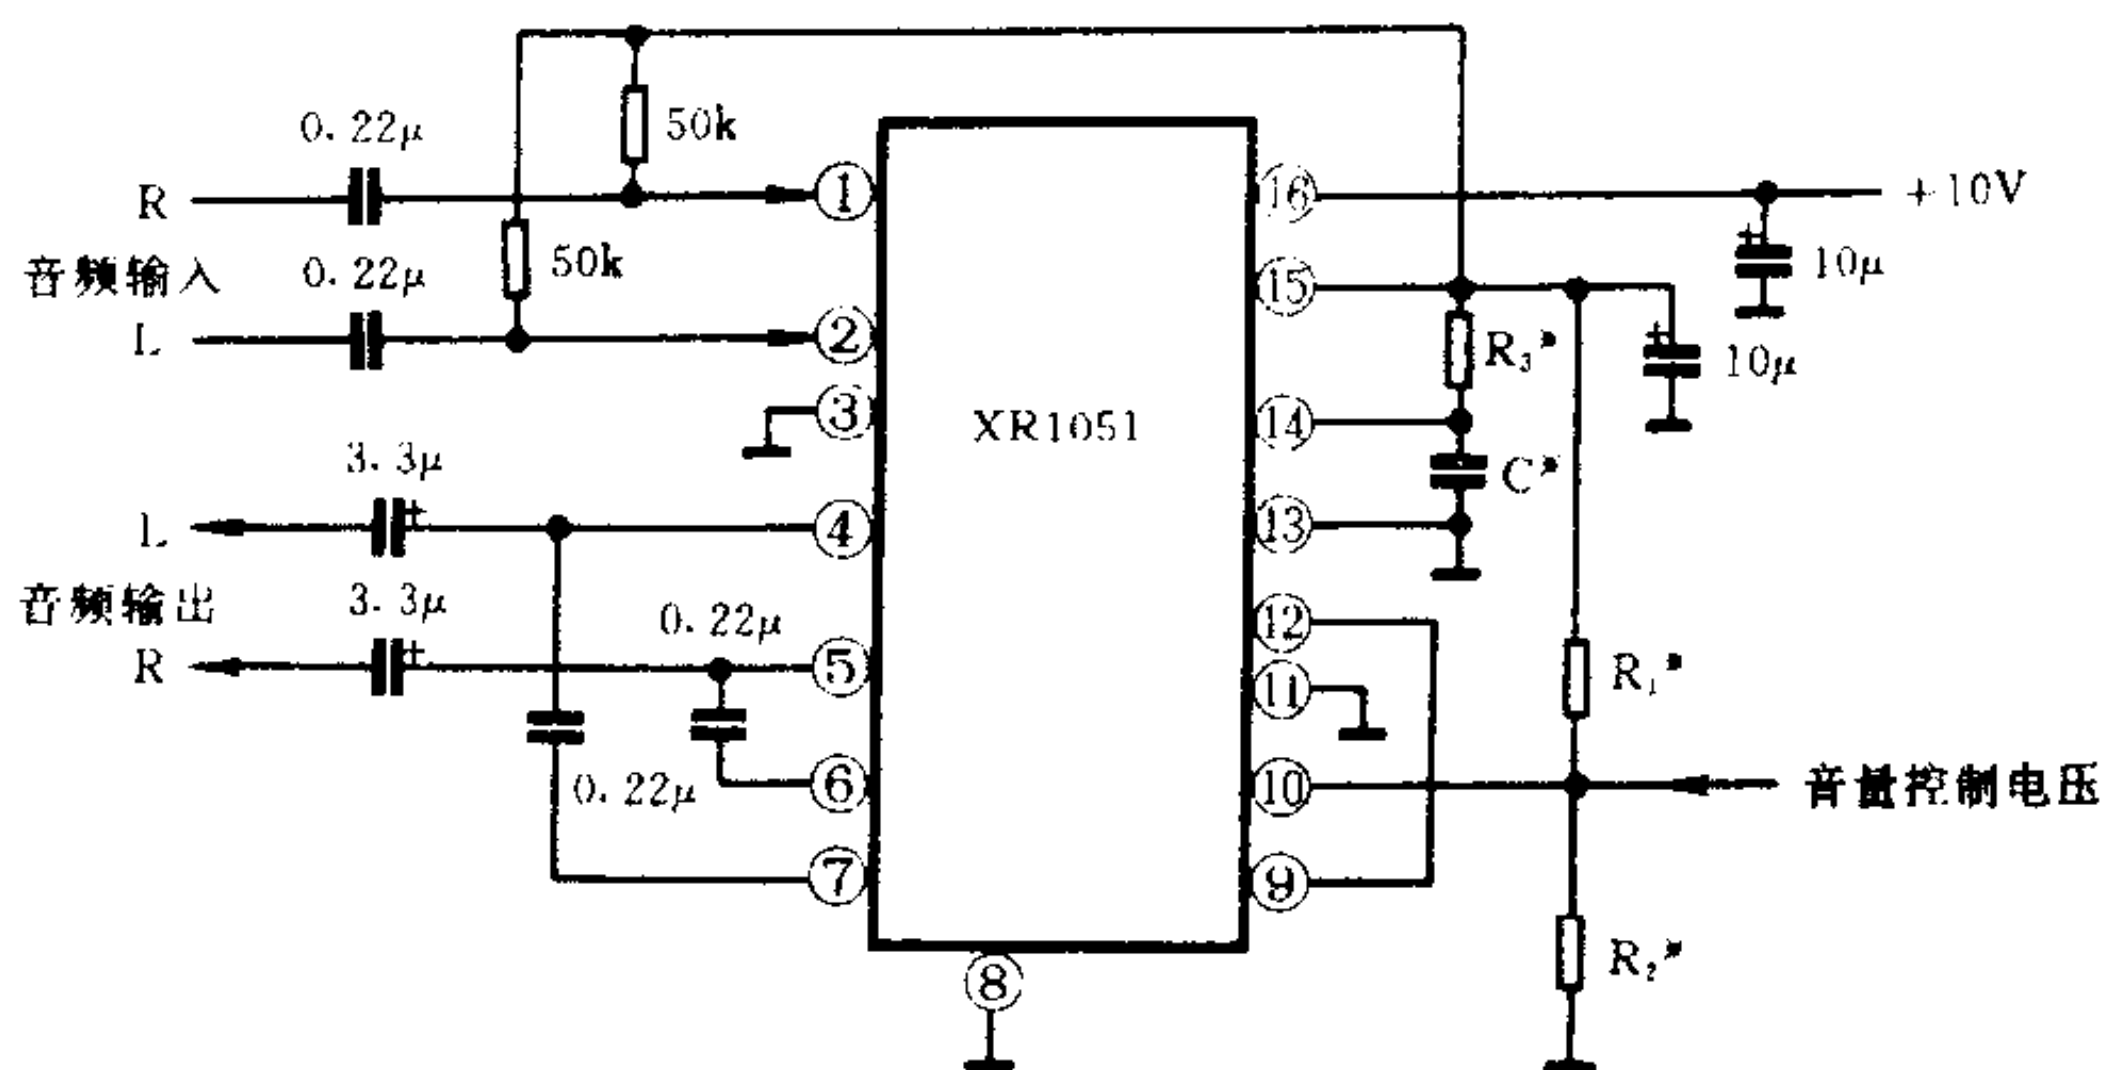 50k
0.22μ
R
①
⑯
+10V
音频输入
50k
0.22μ
10μ
⑮
L
②
R₃*
10μ
③
XR1051
⑭
3.3μ
C*
L
④
⑬
音频输出
3.3μ
0.22μ
⑫
R
⑤
⑪
R₁*
0.22μ
⑥
⑩
音量控制电压
⑦
⑨
R₂*
⑧